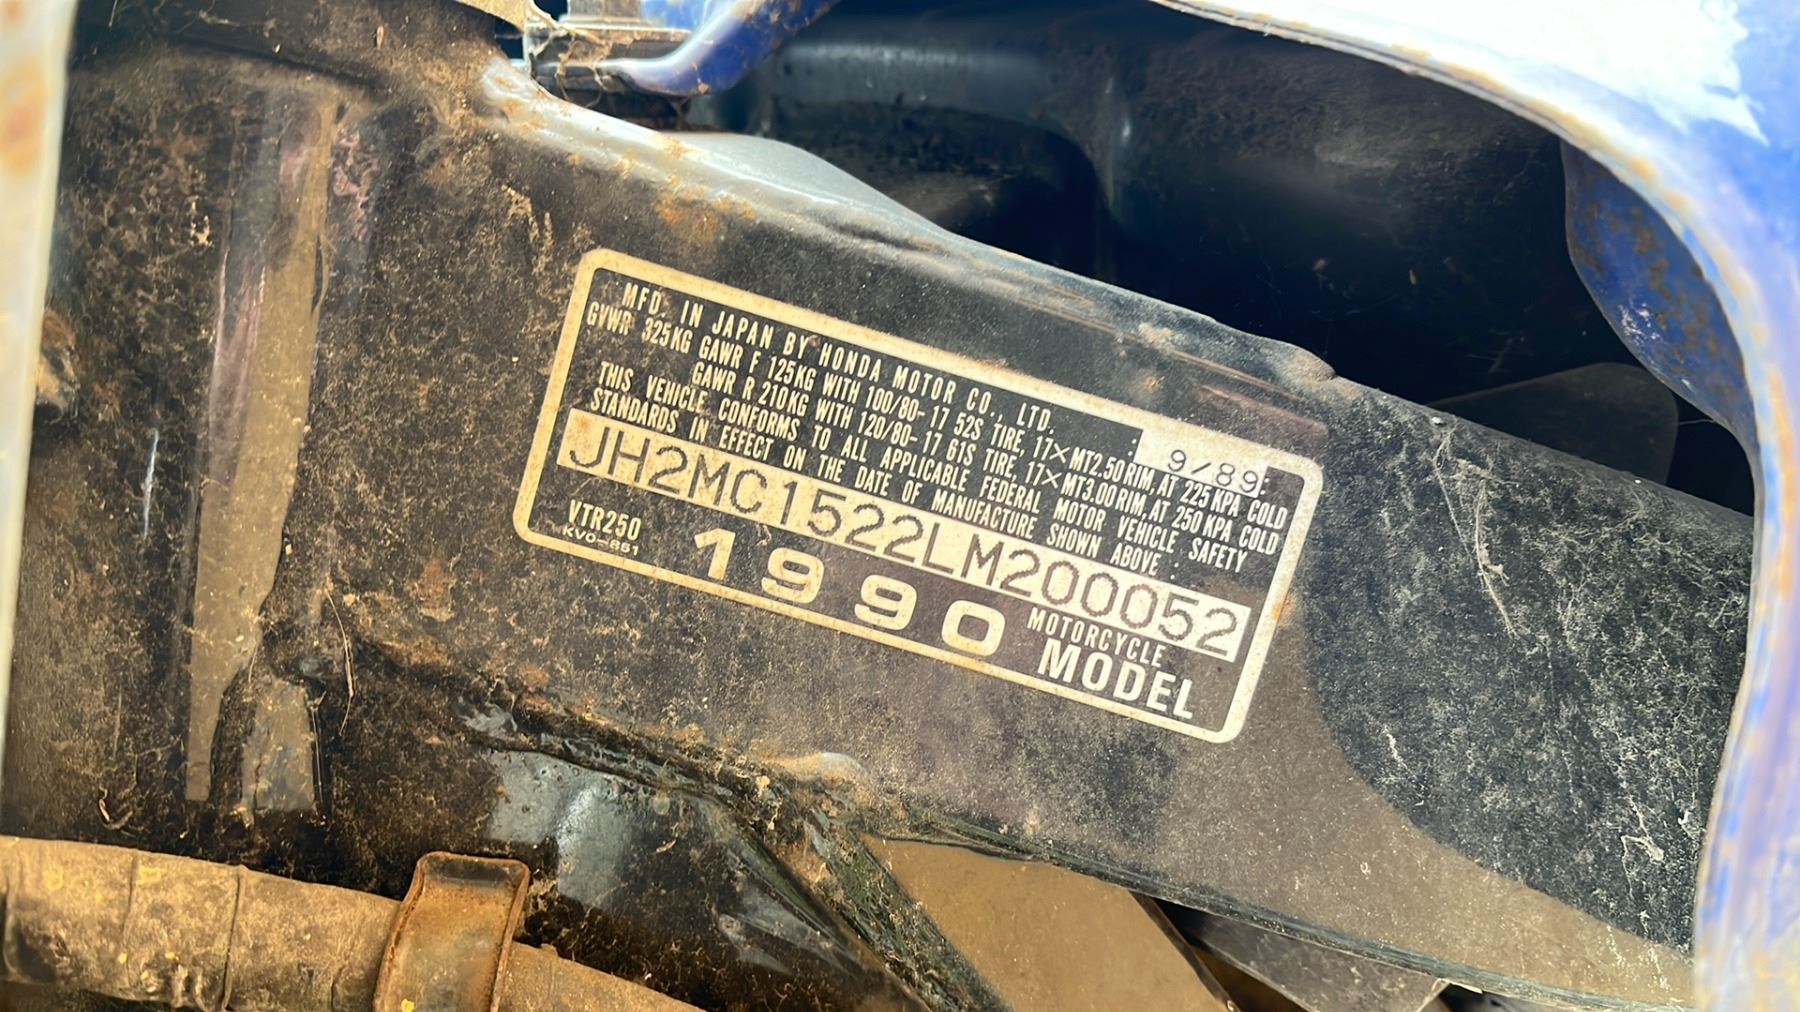 MFD. IN JAPAN BY HONDA MOTOR CO., LTD. : 9/89
GVWR 325KG GAWR F 125KG WITH 100/80-17 52S TIRE, 17×MT2.50 RIM, AT 225 KPA COLD
GAWR R 210KG WITH 120/80-17 61S TIRE, 17×MT3.00 RIM, AT 250 KPA COLD
THIS VEHICLE CONFORMS TO ALL APPLICABLE FEDERAL MOTOR VEHICLE SAFETY
STANDARDS IN EFFECT ON THE DATE OF MANUFACTURE SHOWN ABOVE :
JH2MC1522LM200052
VTR250
KV0-851
1990 MOTORCYCLE
MODEL